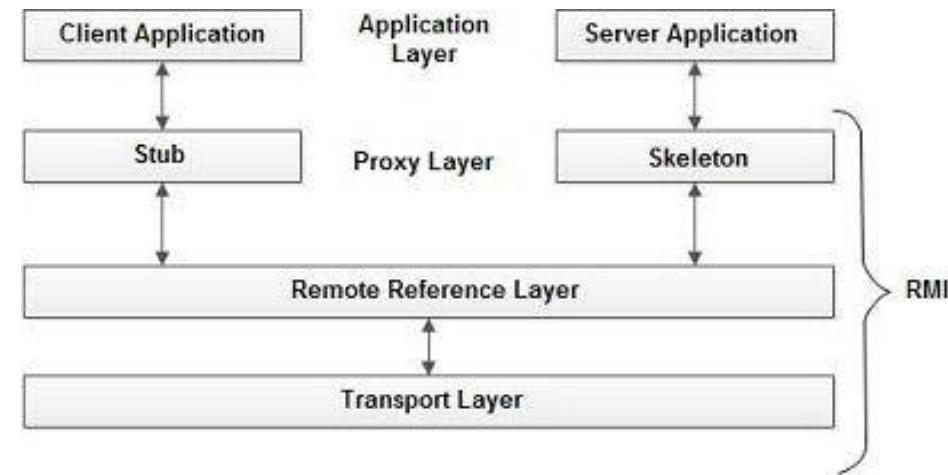 Client Application
Application
Layer
Server Application
Stub
Proxy Layer
Skeleton
Remote Reference Layer
RMI
Transport Layer